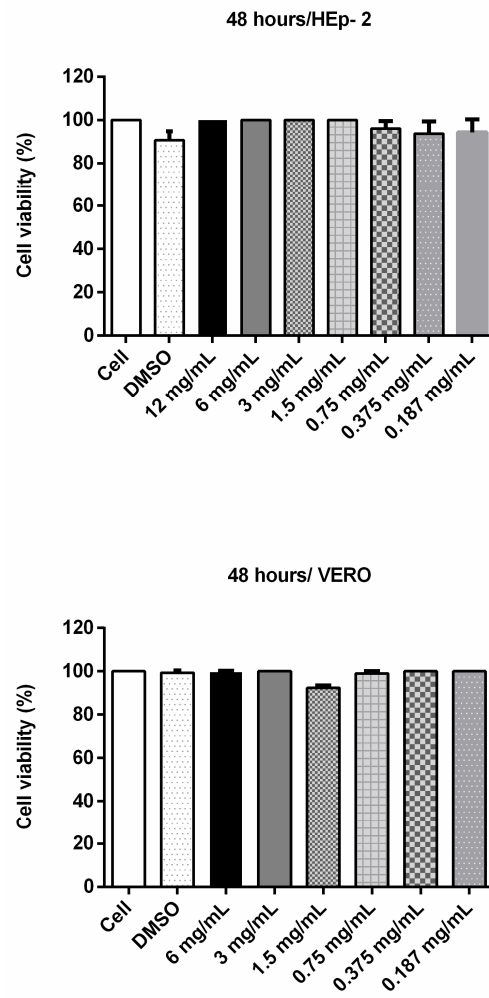 48 hours/HEp- 2
Cell viability (%)
120
100
80
60
40
20
0
Cell
DMSO
12 mg/mL
6 mg/mL
3 mg/mL
1.5 mg/mL
0.75 mg/mL
0.375 mg/mL
0.187 mg/mL
48 hours/ VERO
Cell viability (%)
120
100
80
60
40
20
0
Cell
DMSO
6 mg/mL
3 mg/mL
1.5 mg/mL
0.75 mg/mL
0.375 mg/mL
0.187 mg/mL